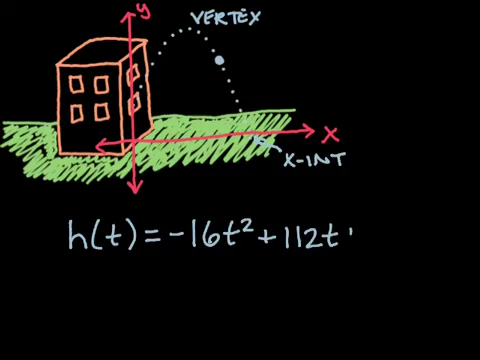 y
VERTEX
X
X-INT
h(t) = -16t² + 112t